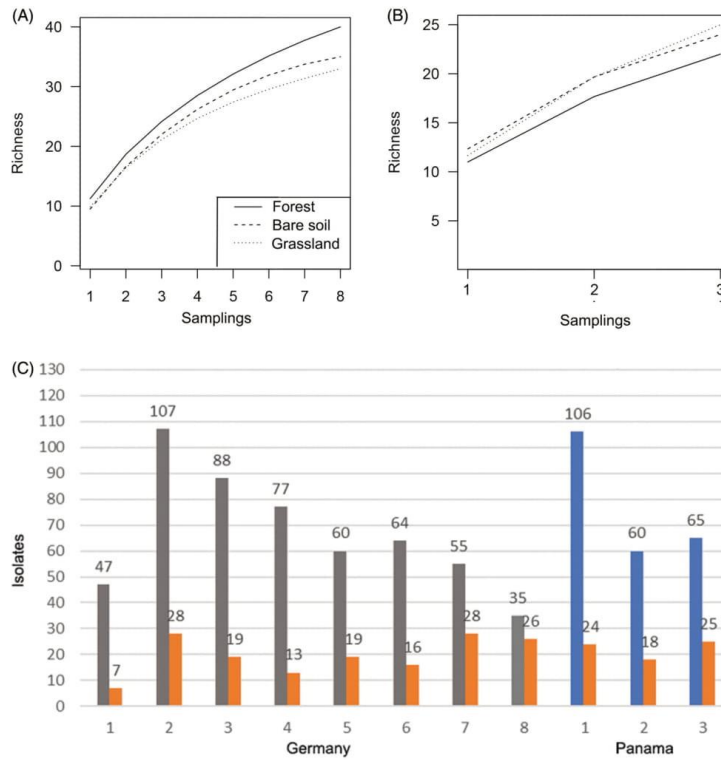 (A)
Richness
40
30
20
10
0
Forest
Bare soil
Grassland
1 2 3 4 5 6 7 8
Samplings
(B)
Richness
25
20
15
10
5
1 2 3
Samplings
(C)
Isolates
130
120
110
100
90
80
70
60
50
40
30
20
10
0
47 107 88 77 60 64 55 35 106 60 65
7 28 19 13 19 16 28 26 24 18 25
1 2 3 4 5 6 7 8 1 2 3
Germany Panama